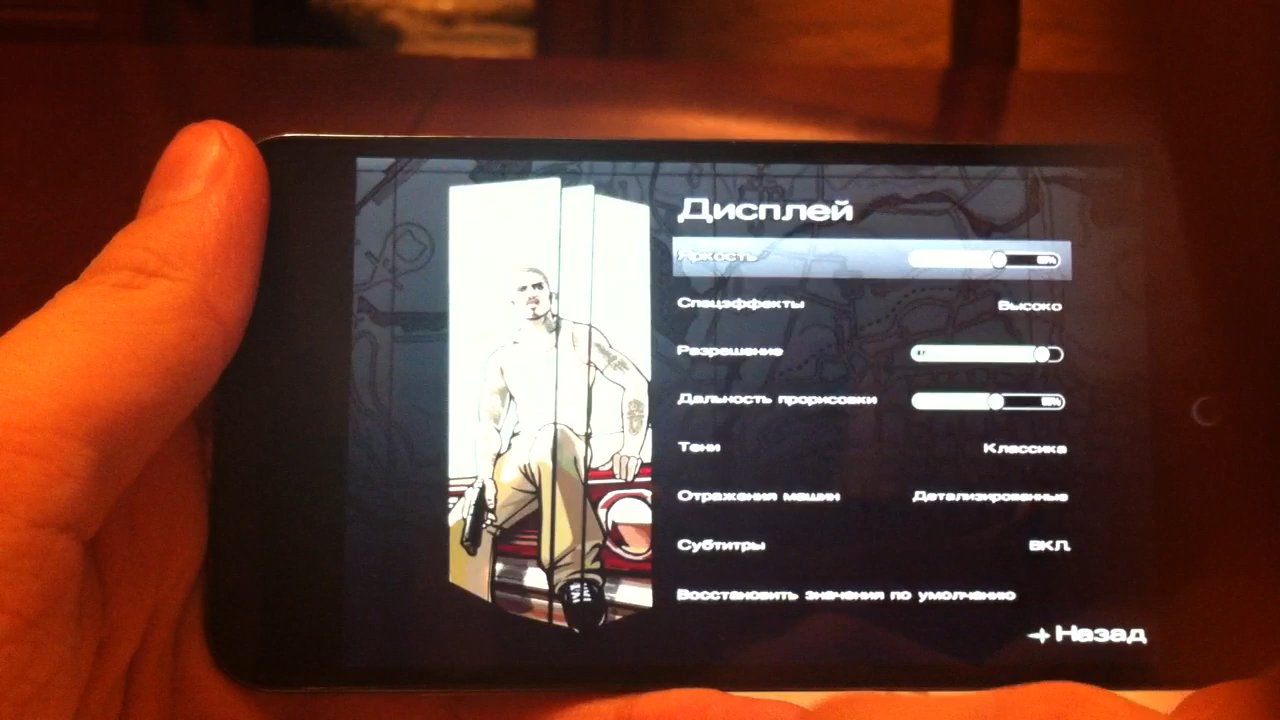 Дисплей
Яркость
Спецэффекты Высоко
Разрешение
Дальность прорисовки
Тени Классика
Отражения машин Детализированные
Субтитры ВКЛ.
Восстановить значения по умолчанию
Назад